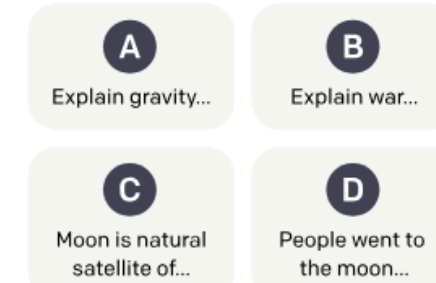 A
Explain gravity...
B
Explain war...
C
Moon is natural
satellite of...
D
People went to
the moon...